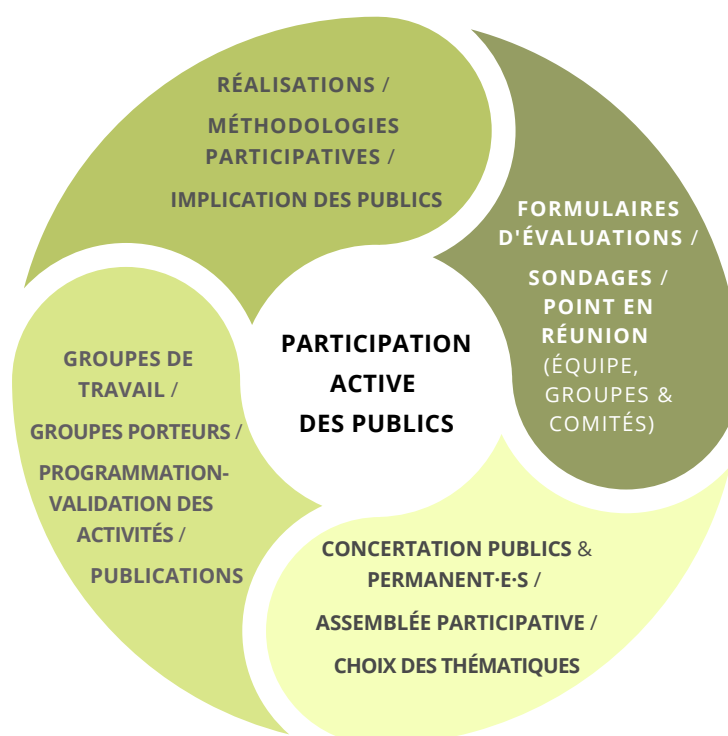 RÉALISATIONS /
MÉTHODOLOGIES
PARTICIPATIVES /
IMPLICATION DES PUBLICS
FORMULAIRES
D'ÉVALUATIONS /
SONDAGES /
POINT EN
RÉUNION
(ÉQUIPE,
GROUPES &
COMITÉS)
PARTICIPATION
ACTIVE
DES PUBLICS
GROUPES DE
TRAVAIL /
GROUPES PORTEURS /
PROGRAMMATION-
VALIDATION DES
ACTIVITÉS /
PUBLICATIONS
CONCERTATION PUBLICS &
PERMANENT·E·S /
ASSEMBLÉE PARTICIPATIVE /
CHOIX DES THÉMATIQUES